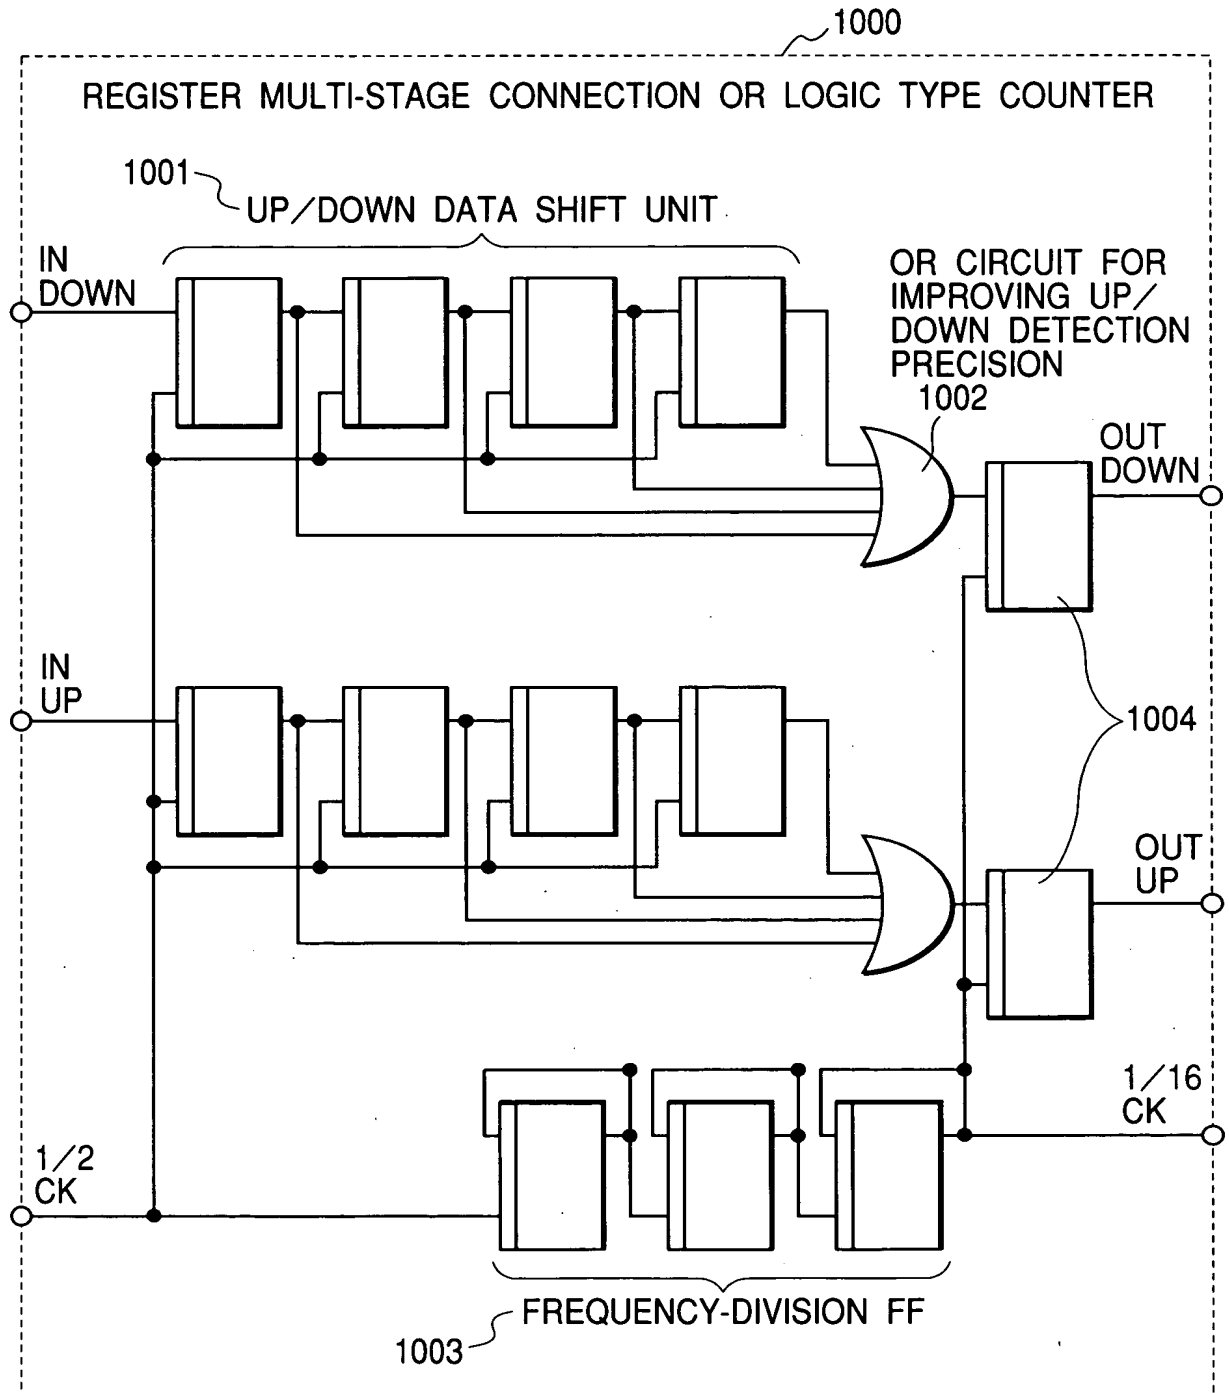 1000
REGISTER MULTI-STAGE CONNECTION OR LOGIC TYPE COUNTER
1001
UP/DOWN DATA SHIFT UNIT
IN
DOWN
OR CIRCUIT FOR
IMPROVING UP/
DOWN DETECTION
PRECISION
1002
OUT
DOWN
IN
UP
1004
OUT
UP
1/16
CK
1/2
CK
FREQUENCY-DIVISION FF
1003